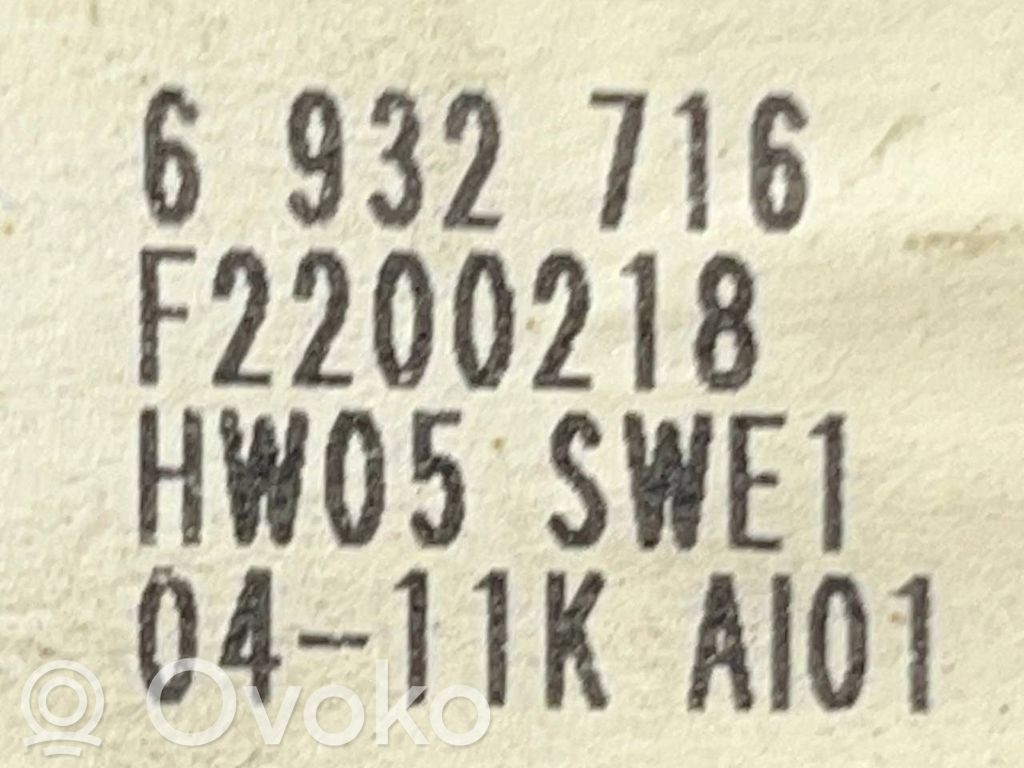 6 932 716
F2200218
HW05 SWE1
04-11K AI01
Ovoko